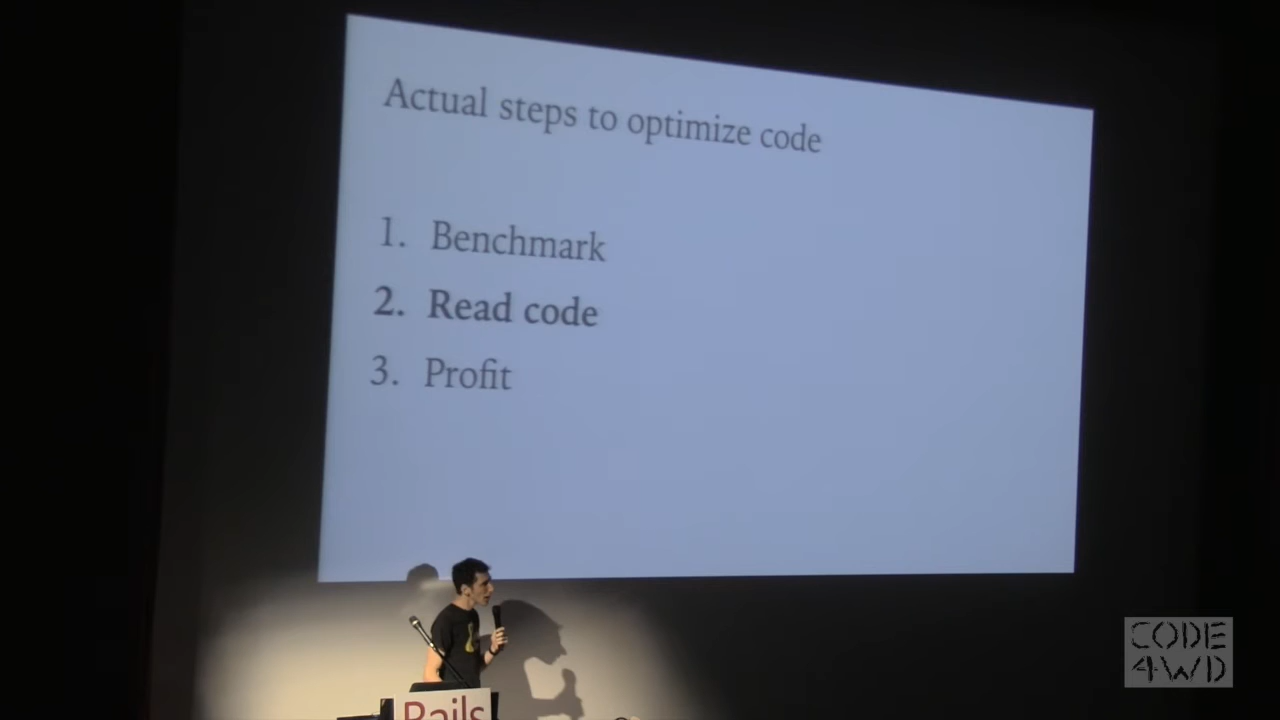 Actual steps to optimize code
1. Benchmark
2. Read code
3. Profit
Rails
CODE
4WD